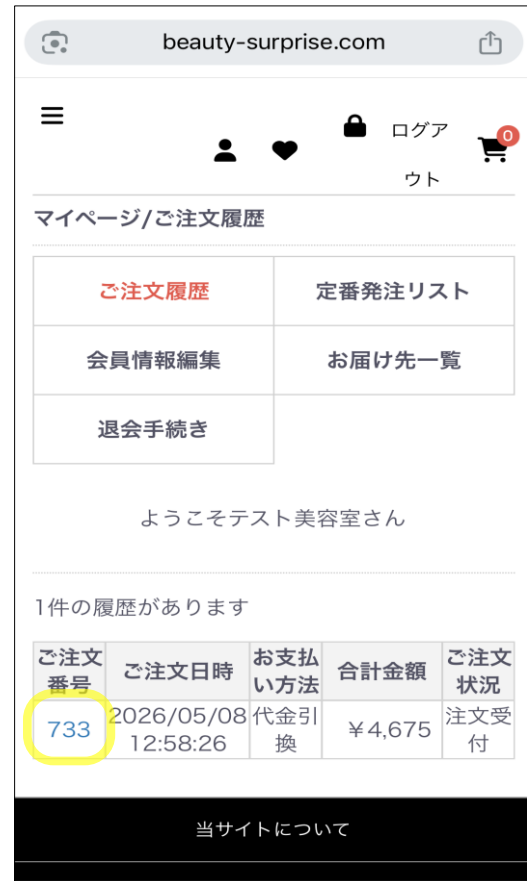 beauty-surprise.com
ログア
0
ウト
マイページ/ご注文履歴
ご注文履歴 定番発注リスト
会員情報編集 お届け先一覧
退会手続き
ようこそテスト美容室さん
1件の履歴があります
ご注文番号 ご注文日時 お支払い方法 合計金額 ご注文状況
733 2026/05/08 12:58:26 代金引換 ¥4,675 注文受付
当サイトについて